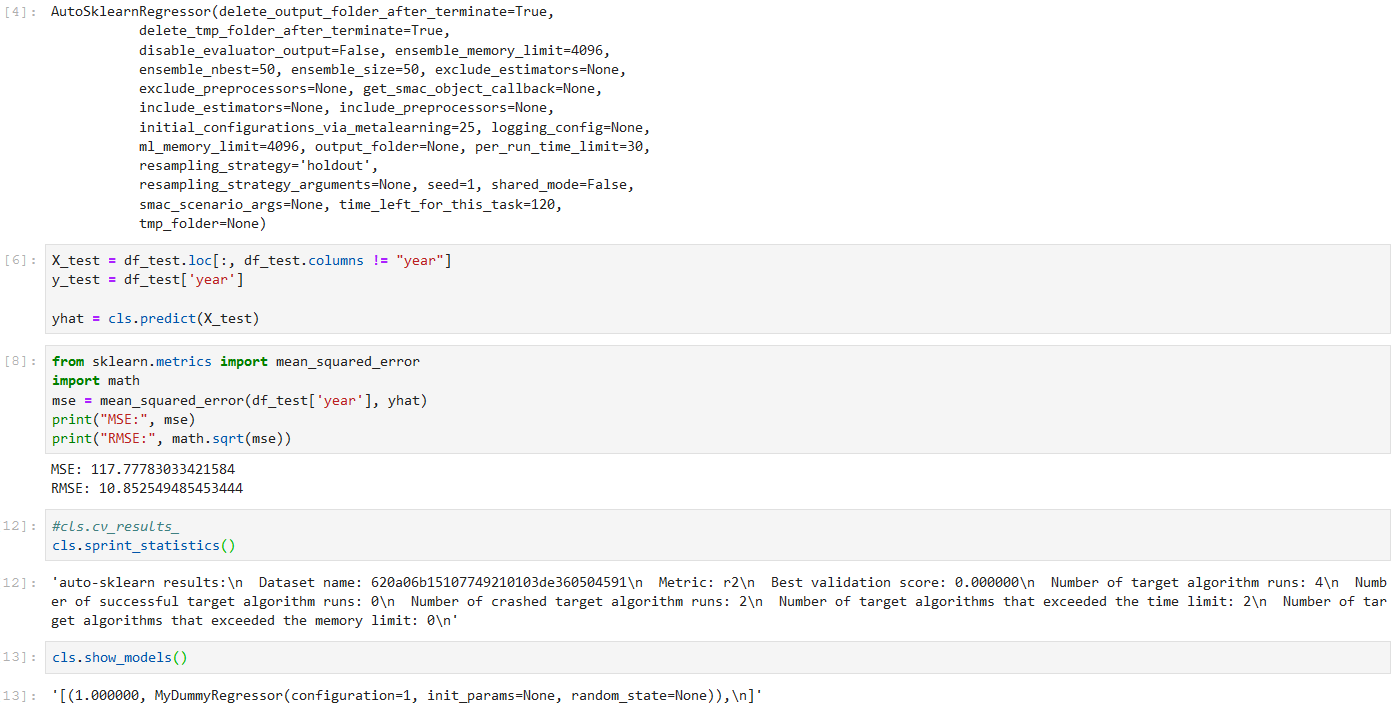 [4]: AutoSklearnRegressor(delete_output_folder_after_terminate=True,
delete_tmp_folder_after_terminate=True,
disable_evaluator_output=False, ensemble_memory_limit=4096,
ensemble_nbest=50, ensemble_size=50, exclude_estimators=None,
exclude_preprocessors=None, get_smac_object_callback=None,
include_estimators=None, include_preprocessors=None,
initial_configurations_via_metalearning=25, logging_config=None,
ml_memory_limit=4096, output_folder=None, per_run_time_limit=30,
resampling_strategy='holdout',
resampling_strategy_arguments=None, seed=1, shared_mode=False,
smac_scenario_args=None, time_left_for_this_task=120,
tmp_folder=None)
[6]: X_test = df_test.loc[:, df_test.columns != "year"]
y_test = df_test['year']
yhat = cls.predict(X_test)
[8]: from sklearn.metrics import mean_squared_error
import math
mse = mean_squared_error(df_test['year'], yhat)
print("MSE:", mse)
print("RMSE:", math.sqrt(mse))
MSE: 117.77783033421584
RMSE: 10.852549485453444
12]: #cls.cv_results_
cls.sprint_statistics()
12]: 'auto-sklearn results:\n  Dataset name: 620a06b15107749210103de360504591\n  Metric: r2\n  Best validation score: 0.000000\n  Number of target algorithm runs: 4\n  Numb
er of successful target algorithm runs: 0\n  Number of crashed target algorithm runs: 2\n  Number of target algorithms that exceeded the time limit: 2\n  Number of tar
get algorithms that exceeded the memory limit: 0\n'
13]: cls.show_models()
13]: '[(1.000000, MyDummyRegressor(configuration=1, init_params=None, random_state=None)),\n]'